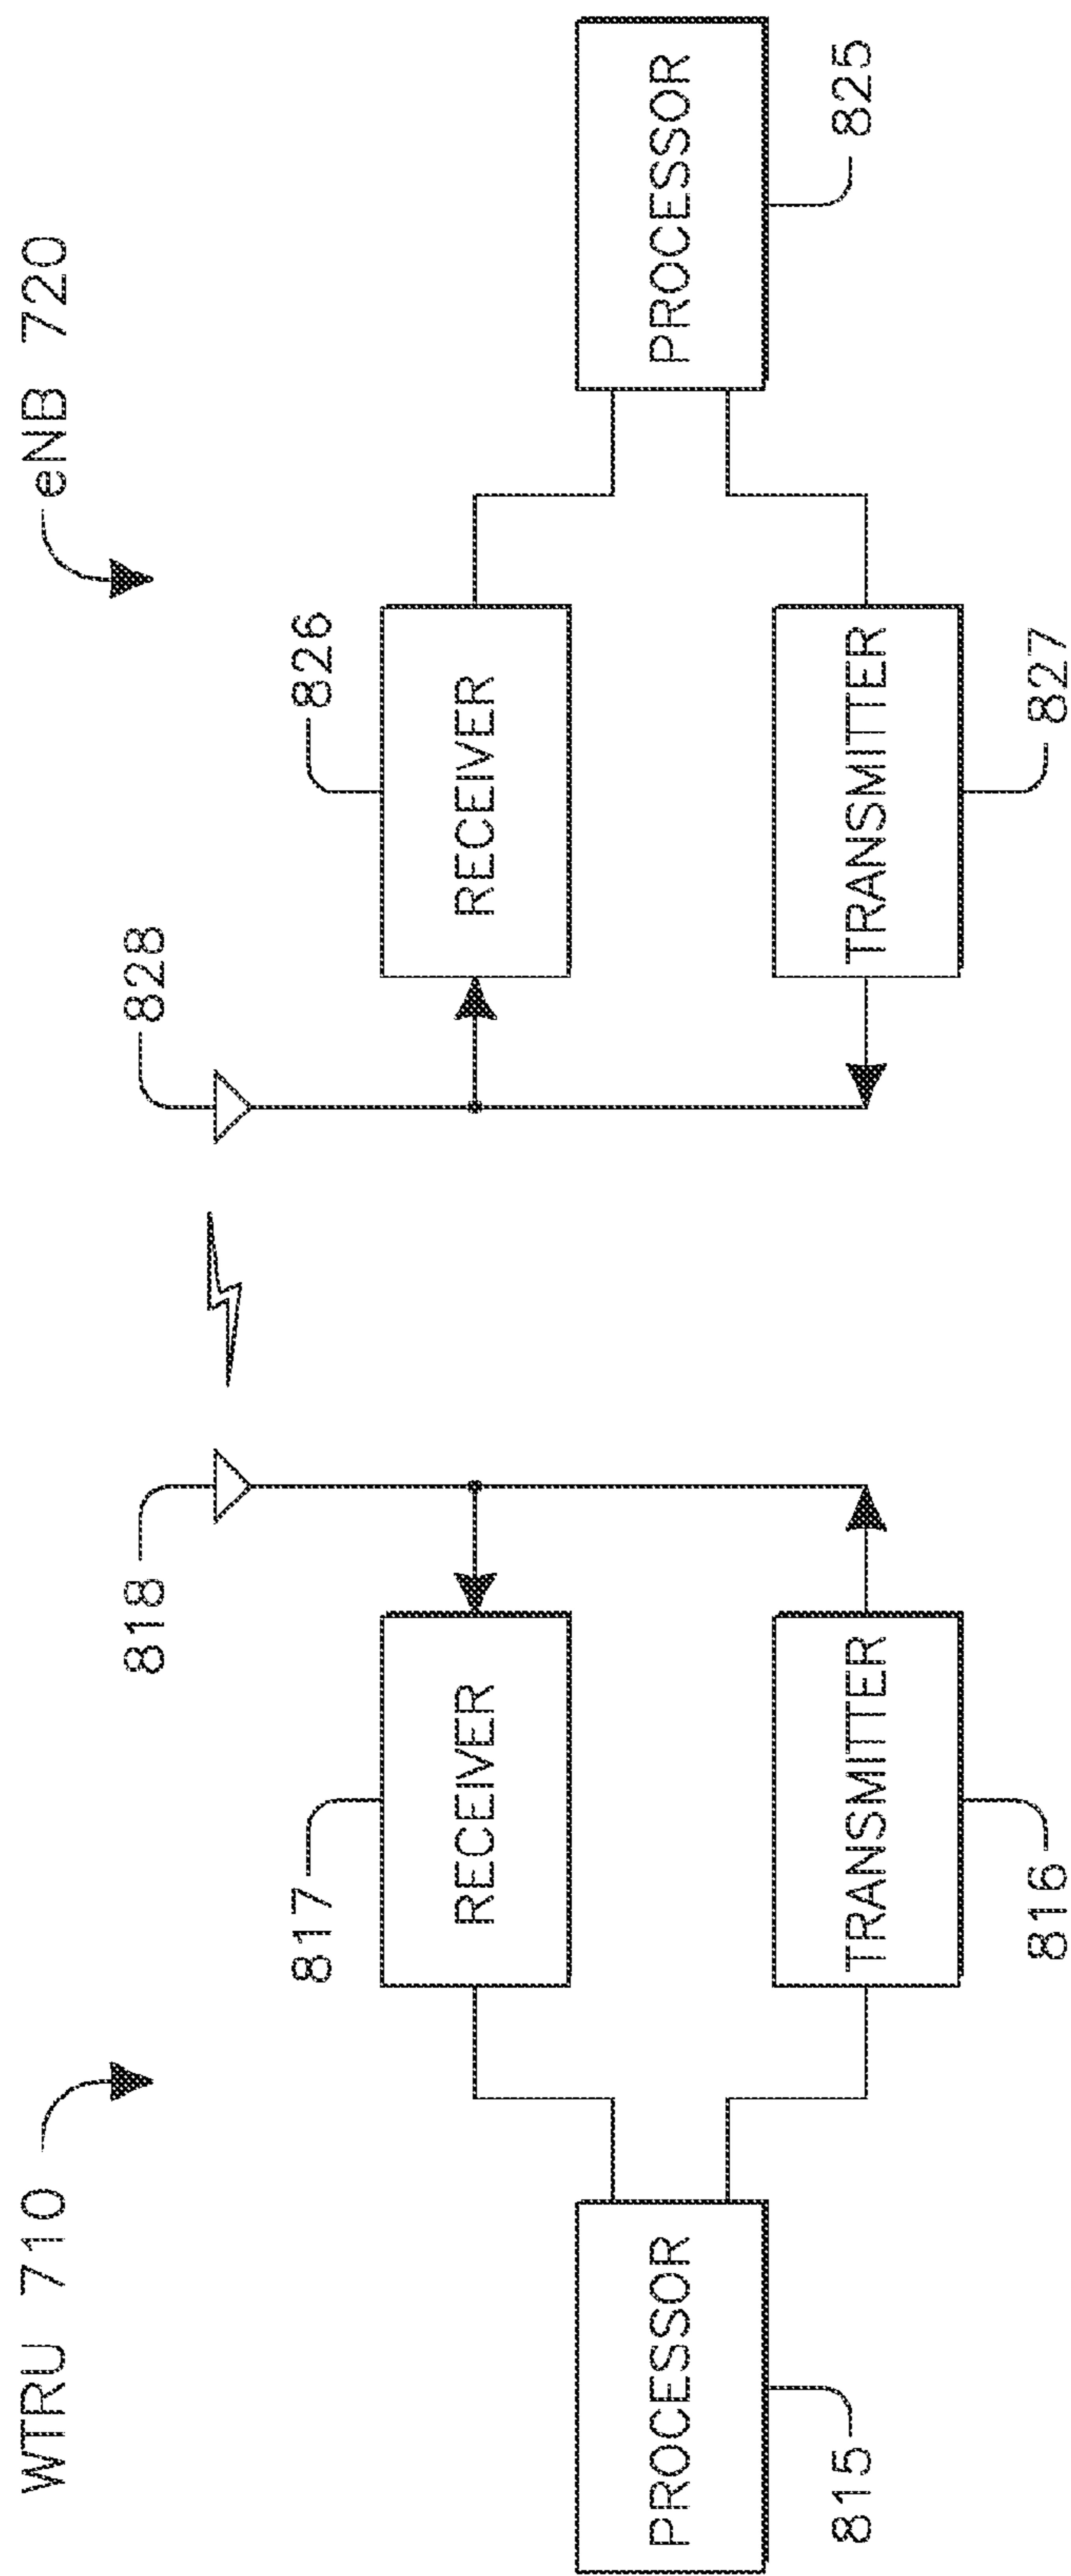 WTRU 710
eNB 720
818
828
817
826
RECEIVER
RECEIVER
PROCESSOR
PROCESSOR
815
825
TRANSMITTER
TRANSMITTER
816
827